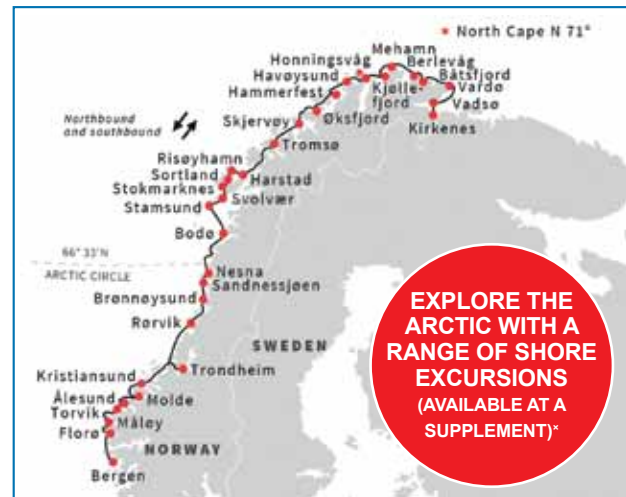 North Cape N 71°
Mehamn
Honningsvåg
Berlevåg
Havøysund
Båtsfjord
Hammerfest
Kjølle-
fjord
Vardø
Vadsø
Northbound
and southbound
Skjervøy
Øksfjord
Kirkenes
Tromsø
Risøyhamn
Sortland
Harstad
Stokmarknes
Svolvær
Stamsund
Bodø
66° 33'N
ARCTIC CIRCLE
Nesna
Sandnessjøen
Brønnøysund
Rørvik
SWEDEN
Trondheim
Kristiansund
Ålesund
Molde
Torvik
Måløy
Florø
NORWAY
Bergen
EXPLORE THE
ARCTIC WITH A
RANGE OF SHORE
EXCURSIONS
(AVAILABLE AT A
SUPPLEMENT)ˣ